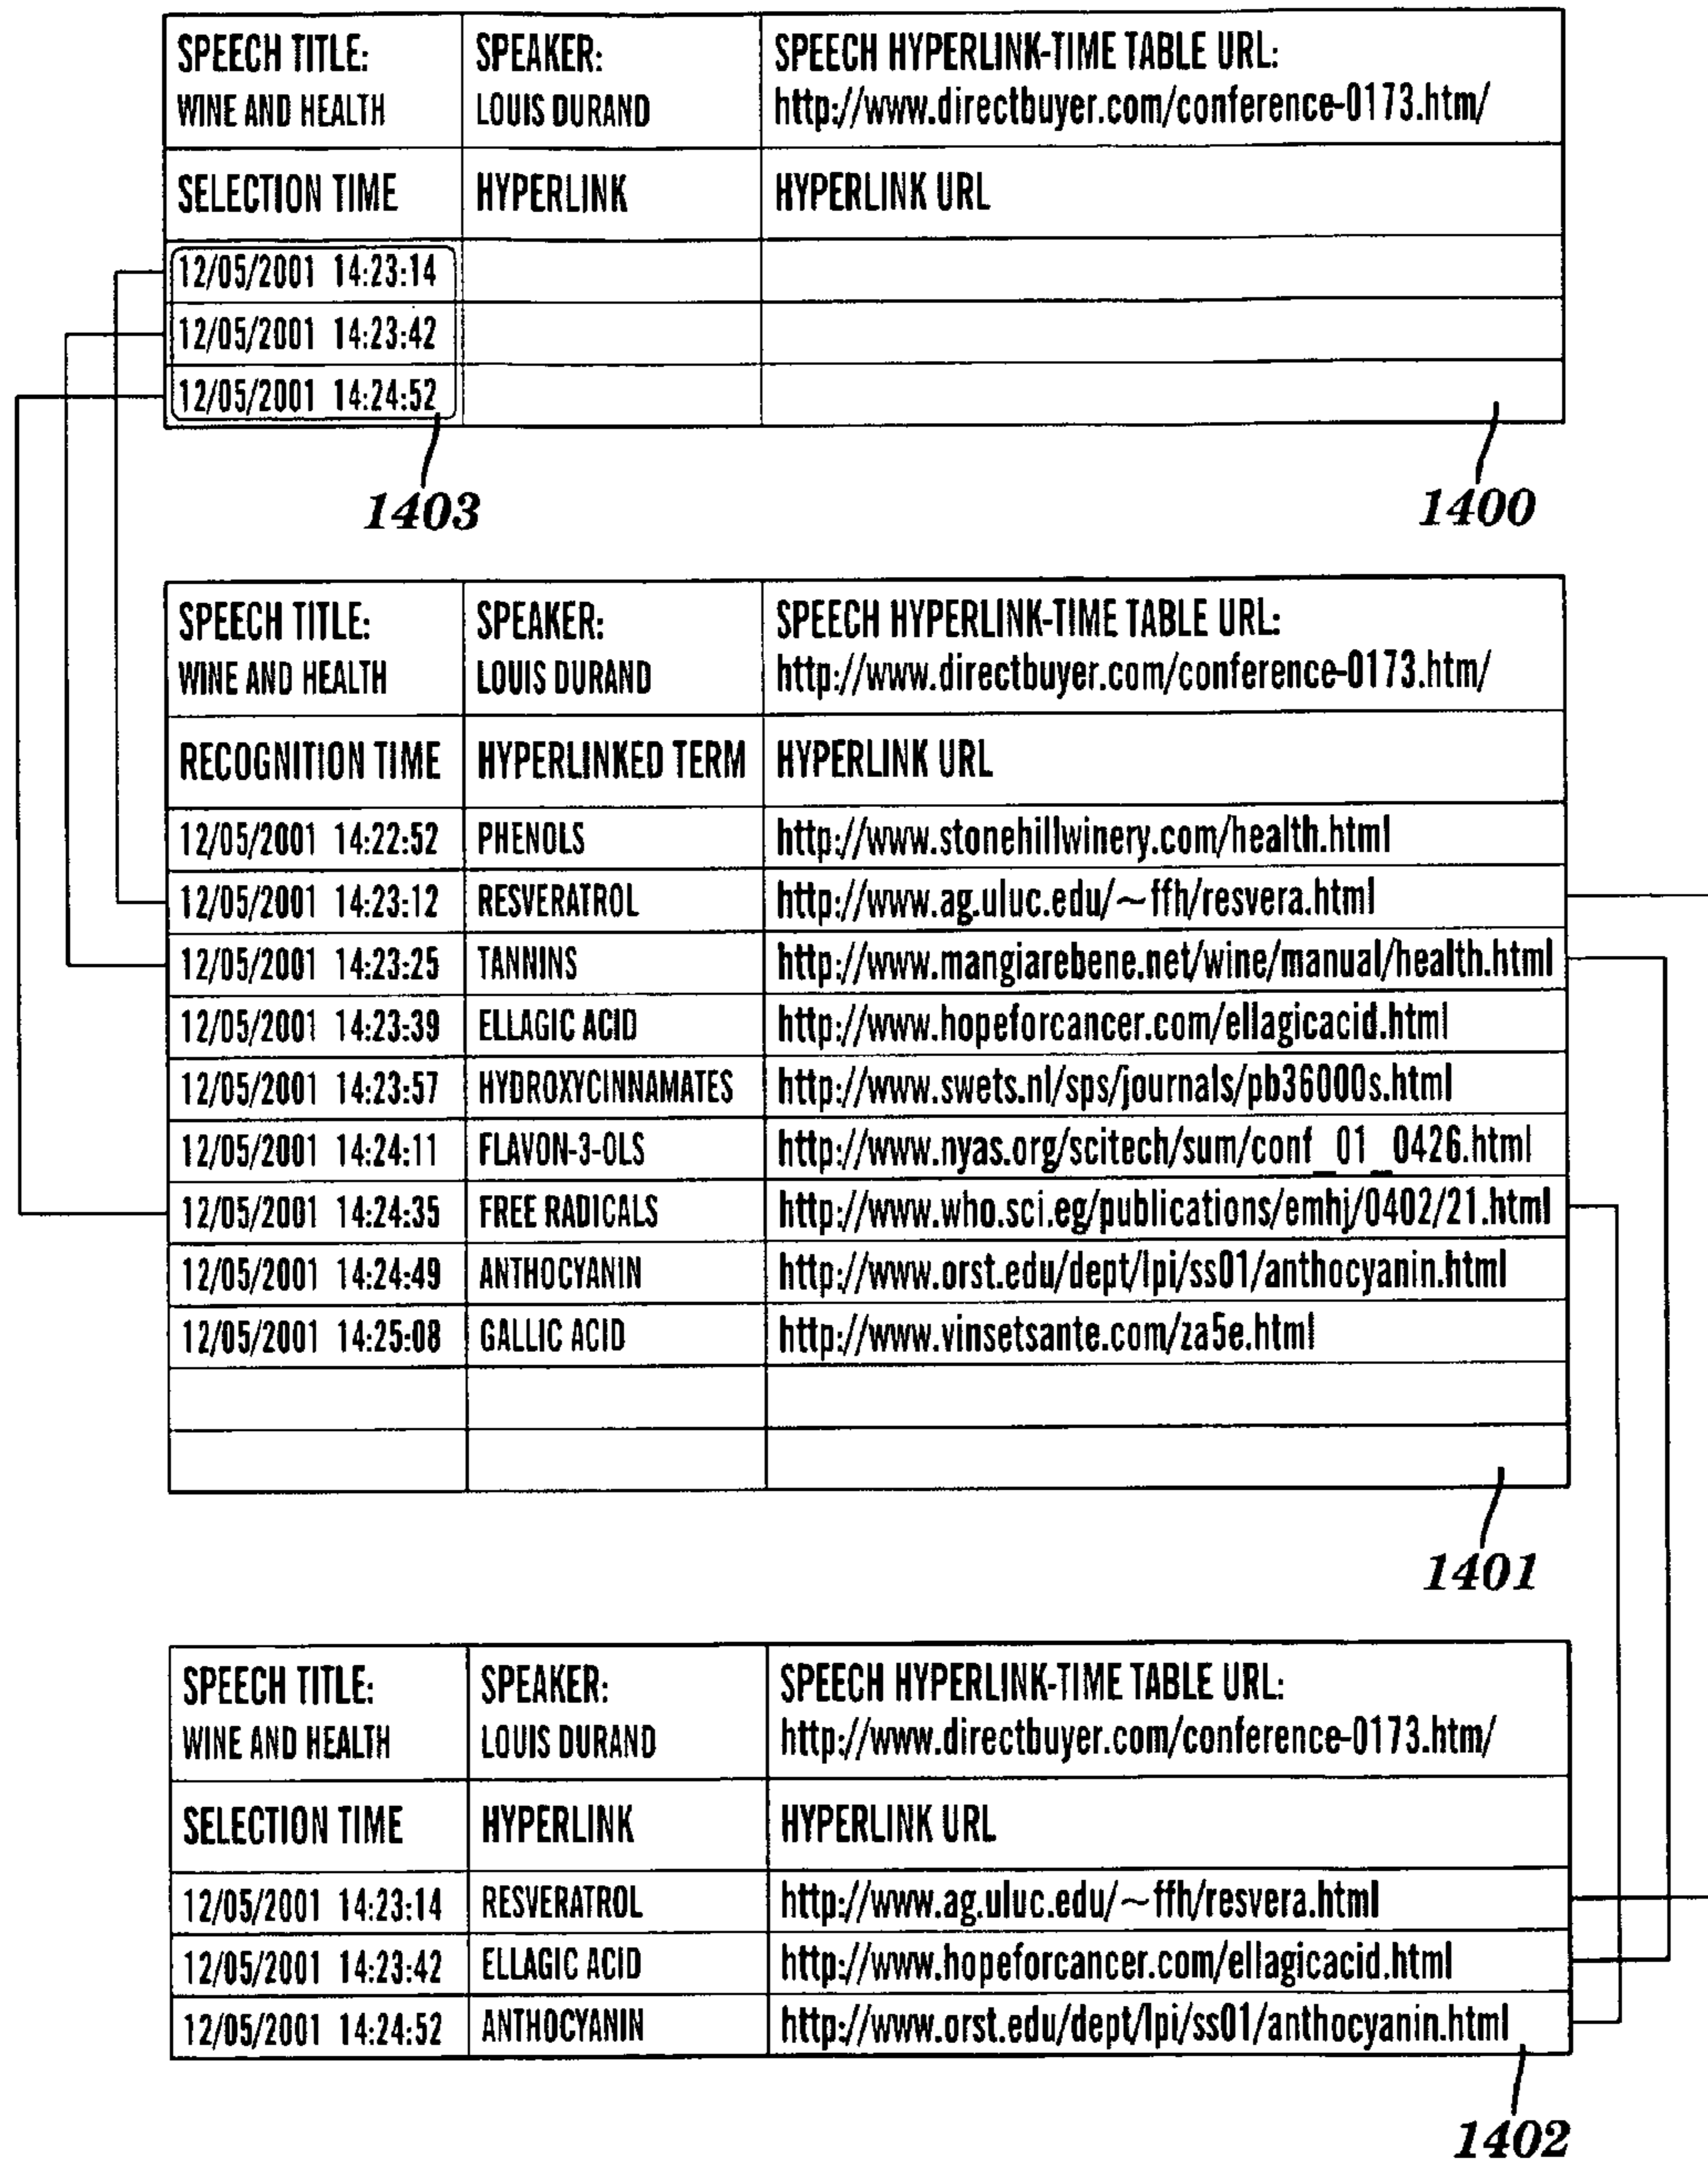 SPEECH TITLE: SPEAKER: SPEECH HYPERLINK-TIME TABLE URL:
WINE AND HEALTH LOUIS DURAND http://www.directbuyer.com/conference-0173.htm/
SELECTION TIME HYPERLINK HYPERLINK URL
12/05/2001 14:23:14
12/05/2001 14:23:42
12/05/2001 14:24:52
1403 1400
SPEECH TITLE: SPEAKER: SPEECH HYPERLINK-TIME TABLE URL:
WINE AND HEALTH LOUIS DURAND http://www.directbuyer.com/conference-0173.htm/
RECOGNITION TIME HYPERLINKED TERM HYPERLINK URL
12/05/2001 14:22:52 PHENOLS http://www.stonehillwinery.com/health.html
12/05/2001 14:23:12 RESVERATROL http://www.ag.uluc.edu/~ffh/resvera.html
12/05/2001 14:23:25 TANNINS http://www.mangiarebene.net/wine/manual/health.html
12/05/2001 14:23:39 ELLAGIC ACID http://www.hopeforcancer.com/ellagicacid.html
12/05/2001 14:23:57 HYDROXYCINNAMATES http://www.swets.nl/sps/journals/pb36000s.html
12/05/2001 14:24:11 FLAVON-3-OLS http://www.nyas.org/scitech/sum/conf_01_0426.html
12/05/2001 14:24:35 FREE RADICALS http://www.who.sci.eg/publications/emhj/0402/21.html
12/05/2001 14:24:49 ANTHOCYANIN http://www.orst.edu/dept/lpi/ss01/anthocyanin.html
12/05/2001 14:25:08 GALLIC ACID http://www.vinsetsante.com/za5e.html
1401
SPEECH TITLE: SPEAKER: SPEECH HYPERLINK-TIME TABLE URL:
WINE AND HEALTH LOUIS DURAND http://www.directbuyer.com/conference-0173.htm/
SELECTION TIME HYPERLINK HYPERLINK URL
12/05/2001 14:23:14 RESVERATROL http://www.ag.uluc.edu/~ffh/resvera.html
12/05/2001 14:23:42 ELLAGIC ACID http://www.hopeforcancer.com/ellagicacid.html
12/05/2001 14:24:52 ANTHOCYANIN http://www.orst.edu/dept/lpi/ss01/anthocyanin.html
1402